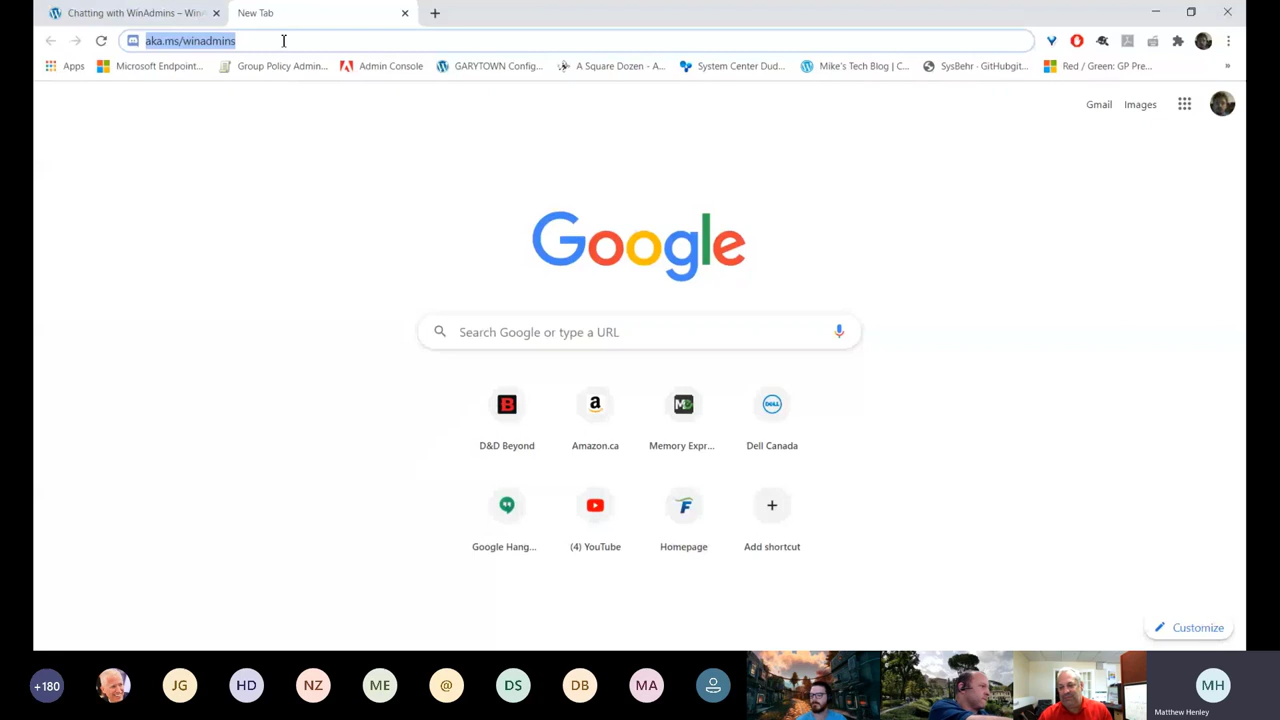 Chatting with WinAdmins – Win
New Tab
aka.ms/winadmins
Apps
Microsoft Endpoint...
Group Policy Admin...
Admin Console
GARYTOWN Config...
A Square Dozen - A...
System Center Dud...
Mike's Tech Blog | C...
SysBehr · GitHubgit...
Red / Green: GP Pre...
»
Gmail
Images
Google
Search Google or type a URL
D&D Beyond
Amazon.ca
Memory Expr...
Dell Canada
Google Hang...
(4) YouTube
Homepage
Add shortcut
Customize
+180
JG
HD
NZ
ME
@
DS
DB
MA
MH
Matthew Henley